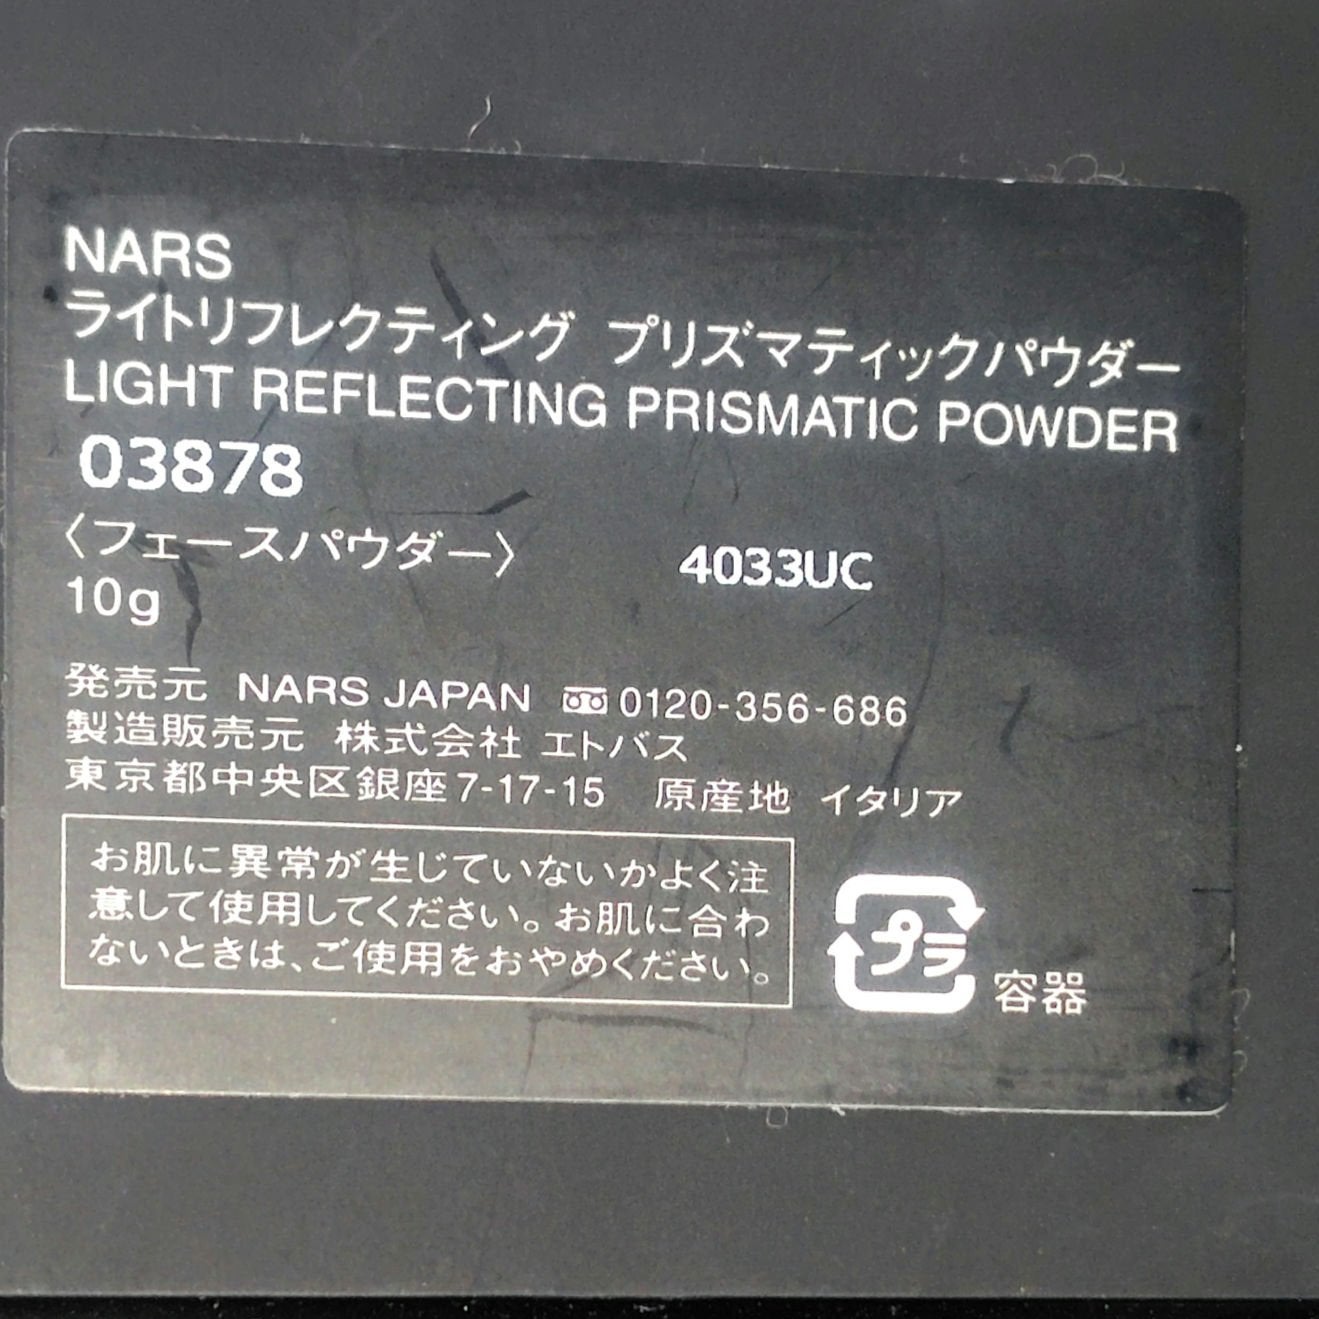 NARS
ライトリフレクティング プリズマティックパウダー
LIGHT REFLECTING PRISMATIC POWDER
03878
〈フェースパウダー〉 4033UC
10g
発売元 NARS JAPAN 0120-356-686
製造販売元 株式会社 エトバス
東京都中央区銀座7-17-15 原産地 イタリア
お肌に異常が生じていないかよく注
意して使用してください。お肌に合わ
ないときは、ご使用をおやめください。
プラ
容器